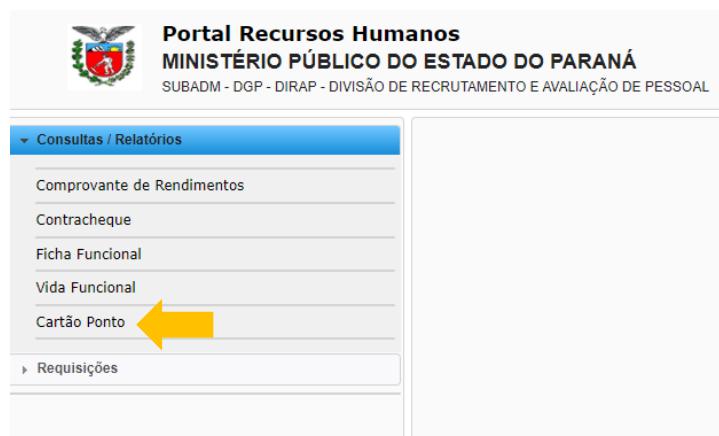 Portal Recursos Humanos
MINISTÉRIO PÚBLICO DO ESTADO DO PARANÁ
SUBADM - DGP - DIRAP - DIVISÃO DE RECRUTAMENTO E AVALIAÇÃO DE PESSOAL
Consultas / Relatórios
Comprovante de Rendimentos
Contracheque
Ficha Funcional
Vida Funcional
Cartão Ponto
Requisições